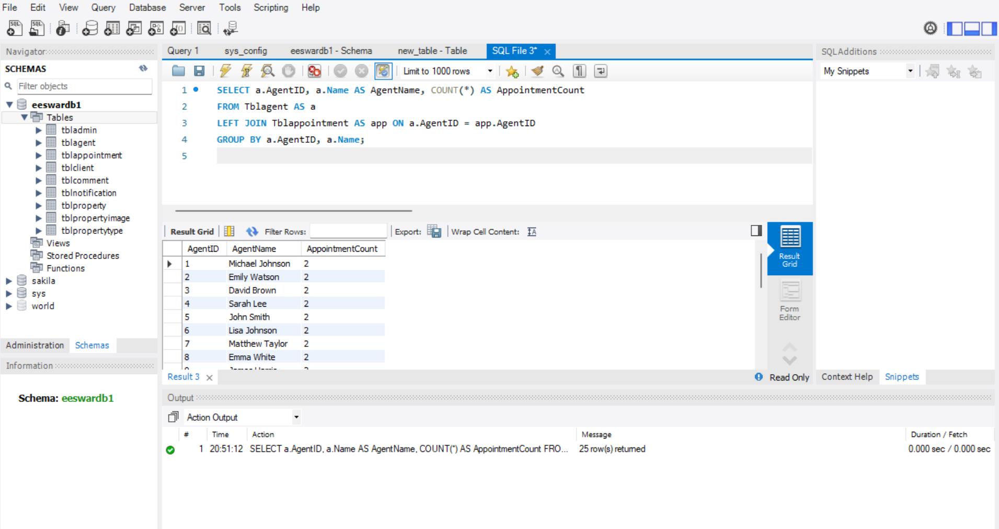 File Edit View Query Database Server Tools Scripting Help
SQL SQL
Navigator
SCHEMAS
Filter objects
eeswardb1
Tables
tbladmin
tblagent
tblappointment
tblclient
tblcomment
tblnotification
tblproperty
tblpropertyimage
tblpropertytype
Views
Stored Procedures
Functions
sakila
sys
world
Administration Schemas
Information
Schema: eeswardb1
Query 1 sys_config eeswardb1 - Schema new_table - Table SQL File 3*
Limit to 1000 rows
1 SELECT a.AgentID, a.Name AS AgentName, COUNT(*) AS AppointmentCount
2 FROM Tblagent AS a
3 LEFT JOIN Tblappointment AS app ON a.AgentID = app.AgentID
4 GROUP BY a.AgentID, a.Name;
5
Result Grid Filter Rows: Export: Wrap Cell Content:
AgentID AgentName AppointmentCount
1 Michael Johnson 2
2 Emily Watson 2
3 David Brown 2
4 Sarah Lee 2
5 John Smith 2
6 Lisa Johnson 2
7 Matthew Taylor 2
8 Emma White 2
Result Grid
Form Editor
Result 3 Read Only
SQLAdditions
My Snippets
Context Help Snippets
Output
Action Output
# Time Action Message Duration / Fetch
1 20:51:12 SELECT a.AgentID, a.Name AS AgentName, COUNT(*) AS AppointmentCount FRO... 25 row(s) returned 0.000 sec / 0.000 sec